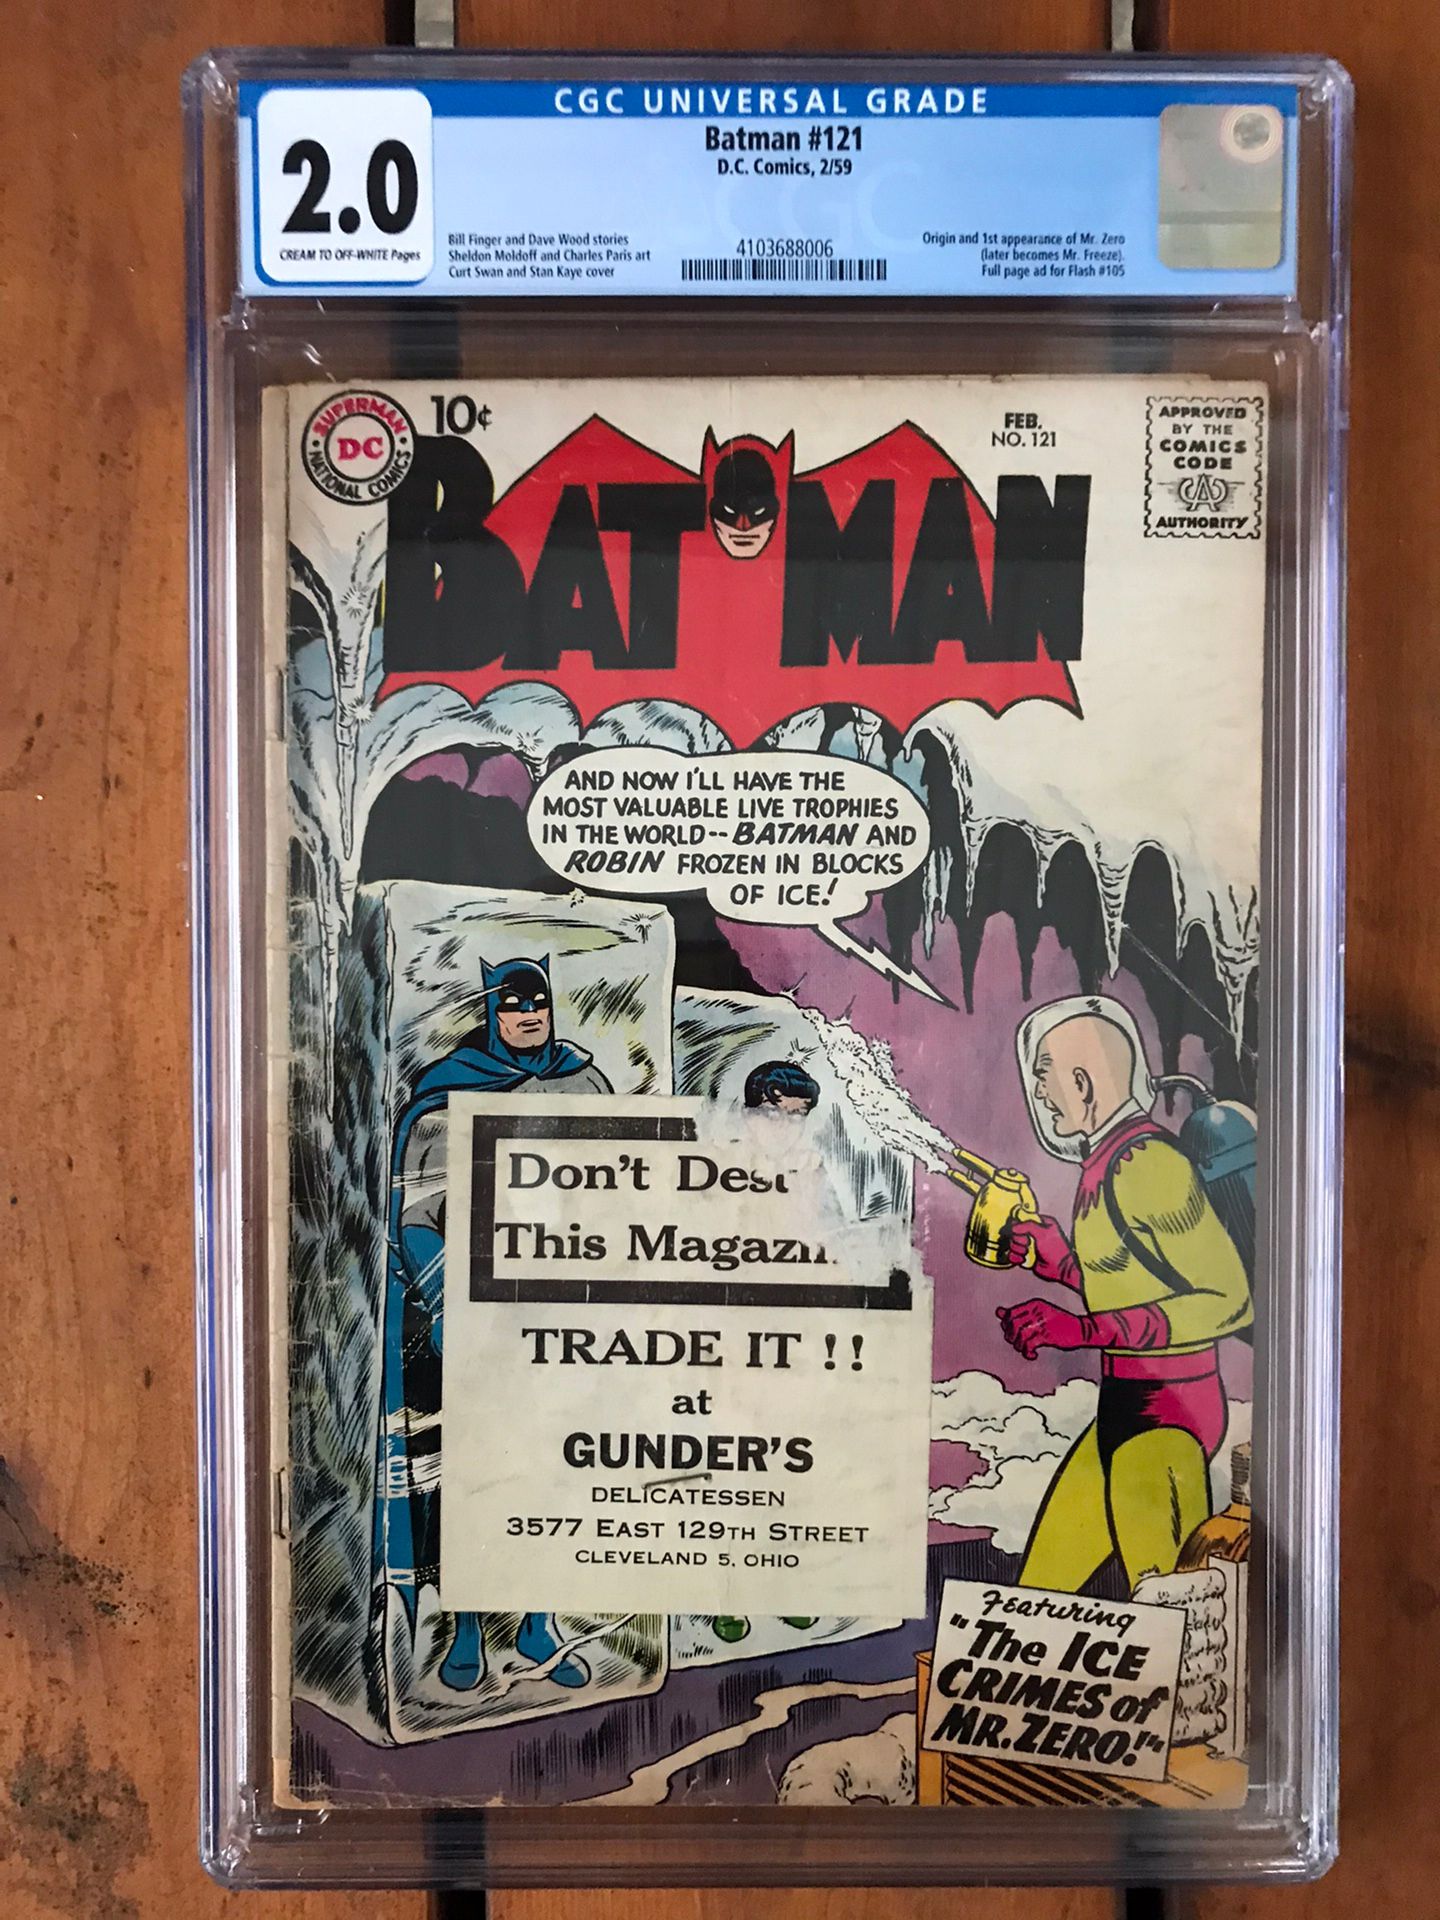 CGC UNIVERSAL GRADE
2.0
CREAM TO OFF-WHITE Pages
Batman #121
D.C. Comics, 2/59
Bill Finger and Dave Wood stories
Sheldon Moldoff and Charles Paris art
Curt Swan and Stan Kaye cover
4103688006
Origin and 1st appearance of Mr. Zero
(later becomes Mr. Freeze).
Full page ad for Flash #105
CGC
SUPERMAN
DC
NATIONAL COMICS
10¢
FEB.
NO. 121
APPROVED
BY THE
COMICS
CODE
CA
AUTHORITY
BATMAN
AND NOW I'LL HAVE THE
MOST VALUABLE LIVE TROPHIES
IN THE WORLD--BATMAN AND
ROBIN FROZEN IN BLOCKS
OF ICE!
Don't Dest
This Magazin
TRADE IT !!
at
GUNDER'S
DELICATESSEN
3577 EAST 129TH STREET
CLEVELAND 5, OHIO
Featuring
"The ICE
CRIMES of
MR. ZERO!"